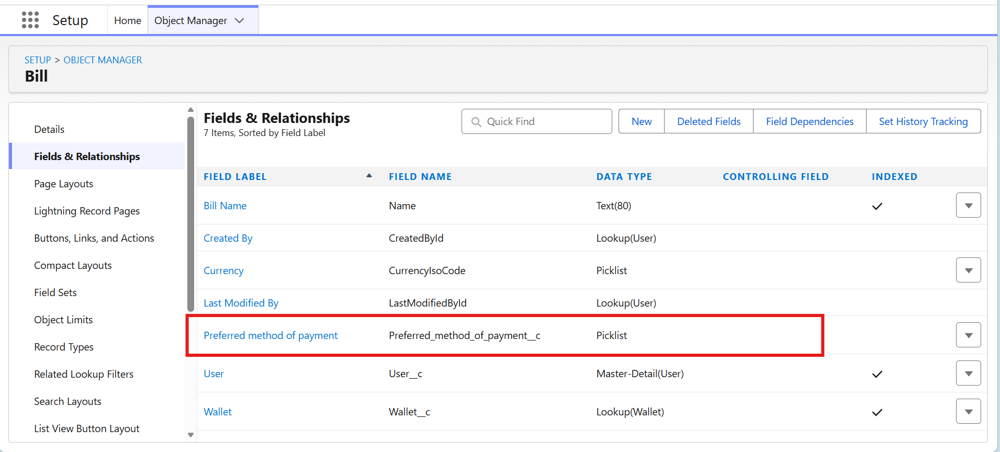 Setup Home Object Manager
SETUP > OBJECT MANAGER
Bill
Details
Fields & Relationships
Page Layouts
Lightning Record Pages
Buttons, Links, and Actions
Compact Layouts
Field Sets
Object Limits
Record Types
Related Lookup Filters
Search Layouts
List View Button Layout
Fields & Relationships
7 Items, Sorted by Field Label
Quick Find New Deleted Fields Field Dependencies Set History Tracking
FIELD LABEL FIELD NAME DATA TYPE CONTROLLING FIELD INDEXED
Bill Name Name Text(80)
Created By CreatedById Lookup(User)
Currency CurrencyIsoCode Picklist
Last Modified By LastModifiedById Lookup(User)
Preferred method of payment Preferred_method_of_payment__c Picklist
User User__c Master-Detail(User)
Wallet Wallet__c Lookup(Wallet)